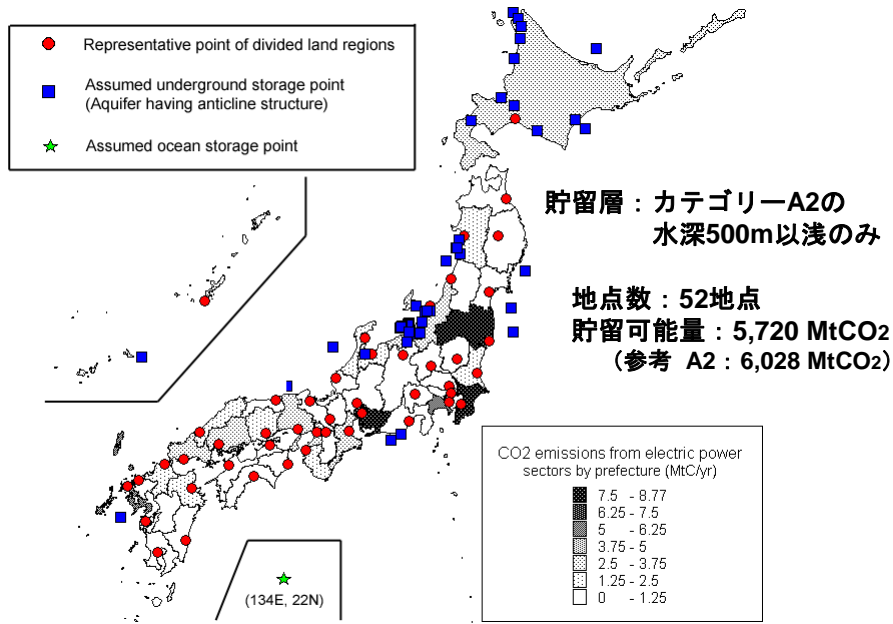 Representative point of divided land regions
Assumed underground storage point
(Aquifer having anticline structure)
Assumed ocean storage point
貯留層：カテゴリーA2の
水深500m以浅のみ
地点数：52地点
貯留可能量：5,720 MtCO2
（参考 A2：6,028 MtCO2）
CO2 emissions from electric power
sectors by prefecture (MtC/yr)
7.5 - 8.77
6.25 - 7.5
5 - 6.25
3.75 - 5
2.5 - 3.75
1.25 - 2.5
0 - 1.25
(134E, 22N)